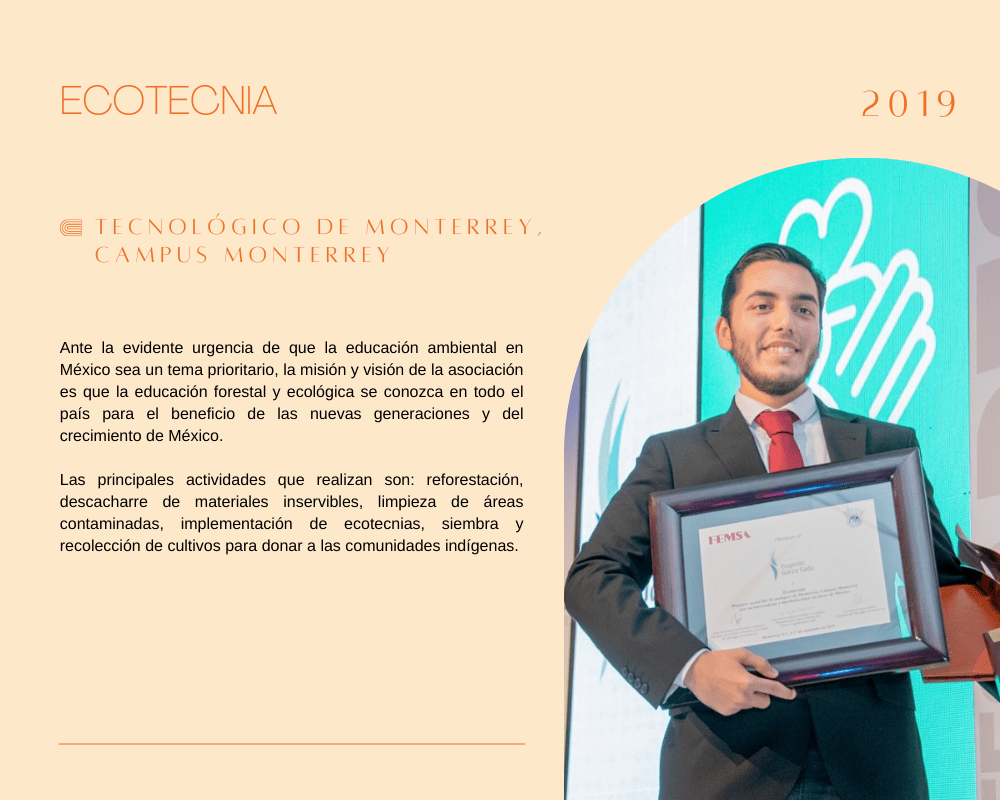 ECOTECNIA
2019
TECNOLÓGICO DE MONTERREY,
CAMPUS MONTERREY
Ante la evidente urgencia de que la educación ambiental en
México sea un tema prioritario, la misión y visión de la asociación
es que la educación forestal y ecológica se conozca en todo el
país para el beneficio de las nuevas generaciones y del
crecimiento de México.
Las principales actividades que realizan son: reforestación,
descacharre de materiales inservibles, limpieza de áreas
contaminadas, implementación de ecotecnias, siembra y
recolección de cultivos para donar a las comunidades indígenas.
FEMSA
Eugenio
Garza Sada